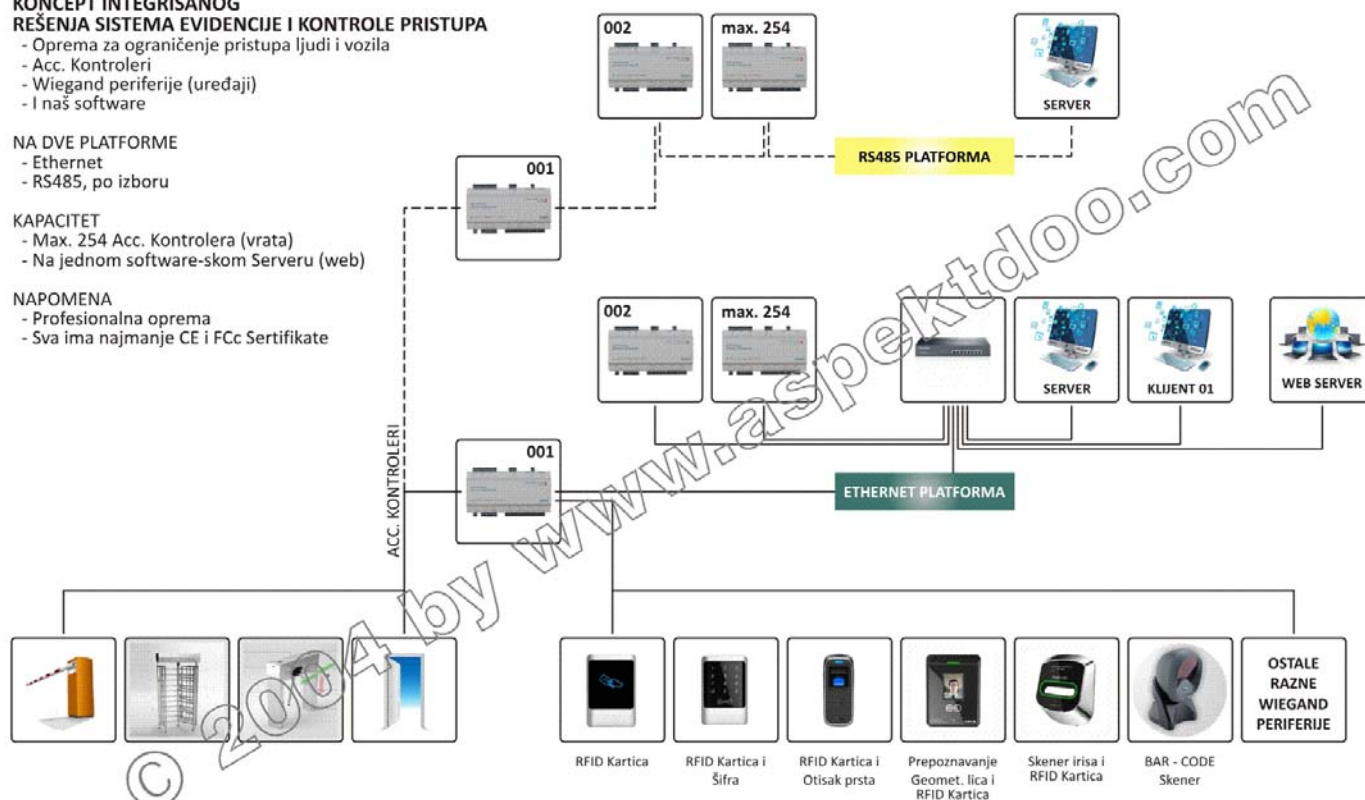 KONCEPT INTEGRISANOG
REŠENJA SISTEMA EVIDENCIJE I KONTROLE PRISTUPA
- Oprema za ograničenje pristupa ljudi i vozila
- Acc. Kontroleri
- Wiegand periferije (uređaji)
- I naš software
NA DVE PLATFORME
- Ethernet
- RS485, po izboru
KAPACITET
- Max. 254 Acc. Kontrolera (vrata)
- Na jednom software-skom Serveru (web)
NAPOMENA
- Profesionalna oprema
- Sva ima najmanje CE i FCc Sertifikate
002
max. 254
SERVER
RS485 PLATFORMA
001
002
max. 254
SERVER
KLIJENT 01
WEB SERVER
ACC. KONTROLERI
001
ETHERNET PLATFORMA
OSTALE
RAZNE
WIEGAND
PERIFERIJE
RFID Kartica
RFID Kartica i
Šifra
RFID Kartica i
Otisak prsta
Prepoznavanje
Geomet. lica i
RFID Kartica
Skener irisa i
RFID Kartica
BAR - CODE
Skener
© 2004 by www.aspektdoo.com